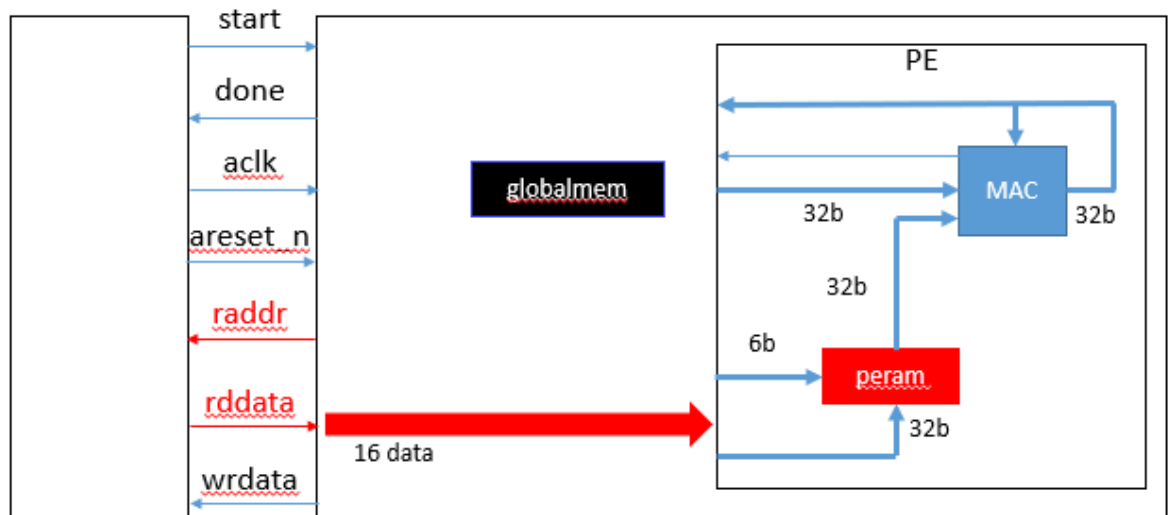 start
done
aclk
areset_n
raddr
rddata
wrdata
globalmem
16 data
PE
MAC
32b
32b
32b
6b
peram
32b